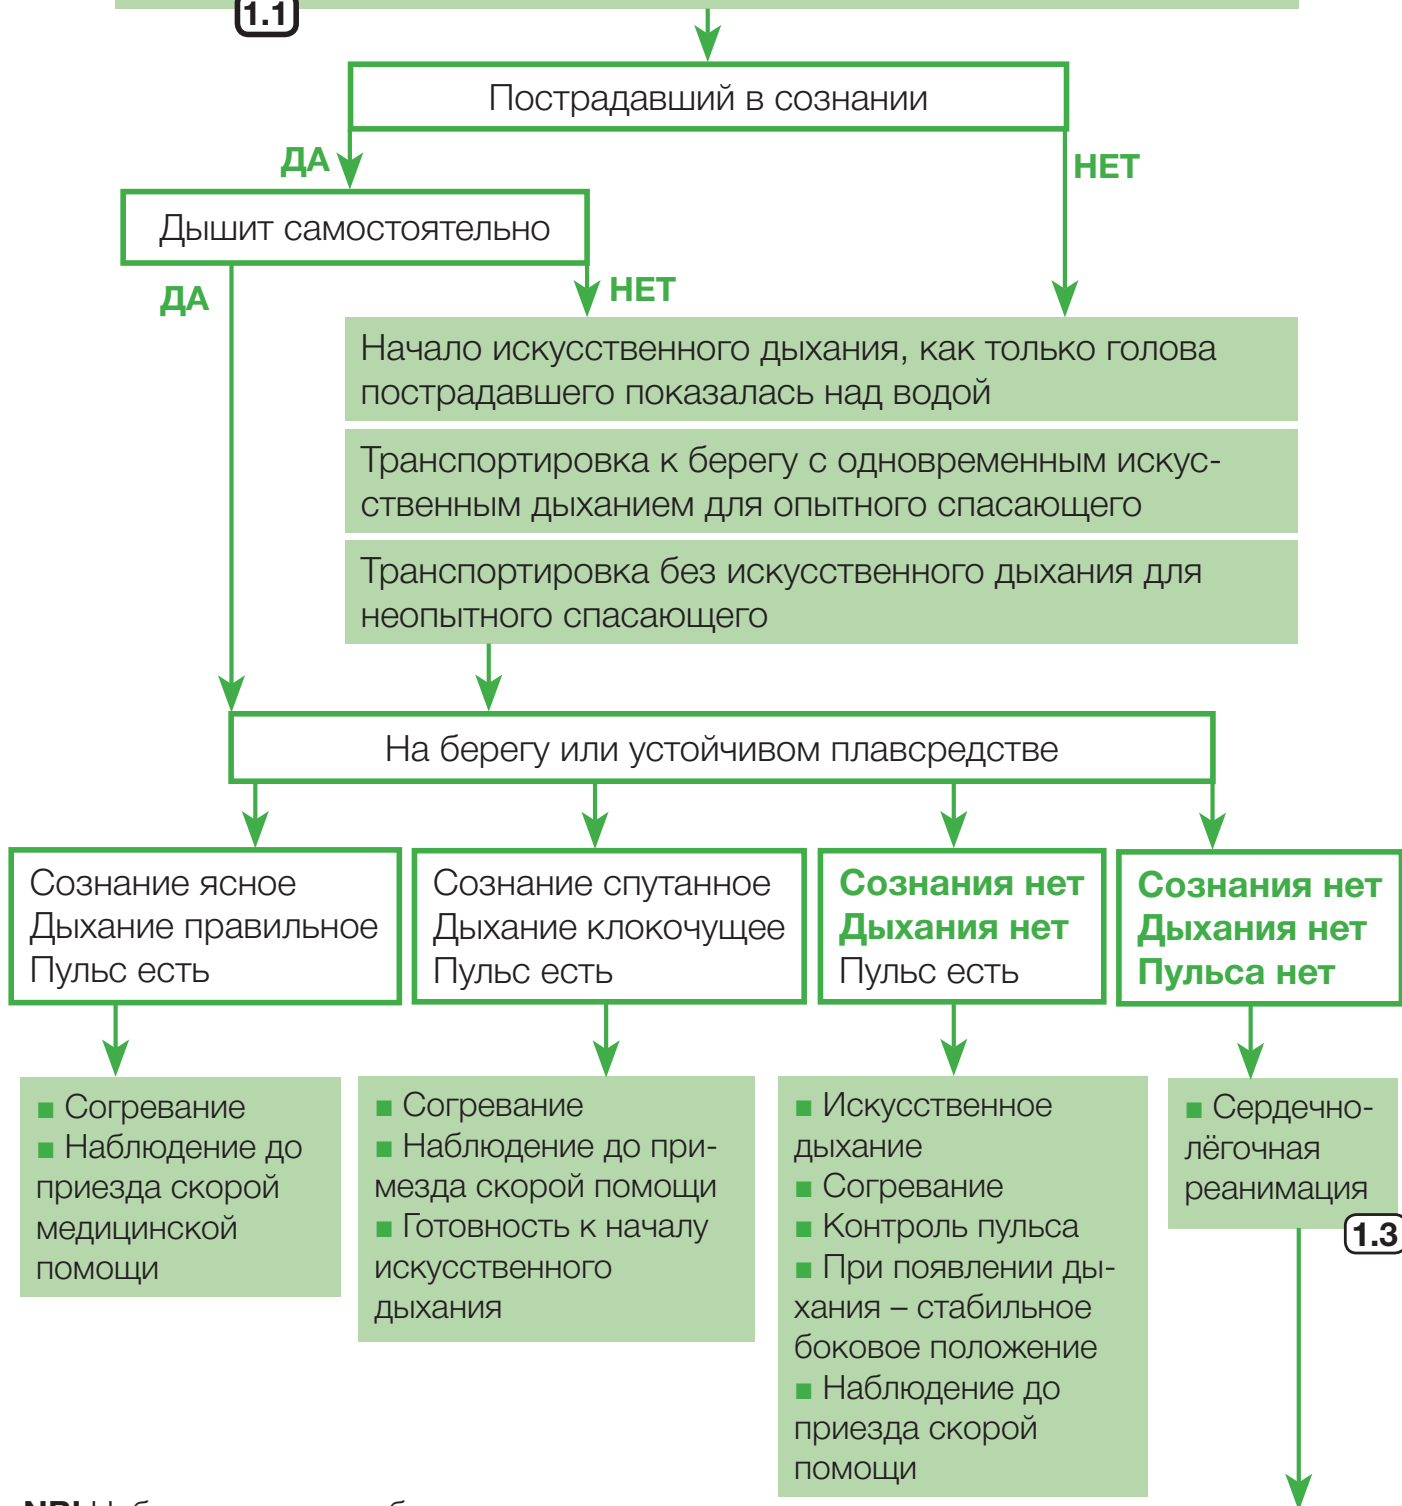 1.1
Пострадавший в сознании
ДА
НЕТ
Дышит самостоятельно
ДА
НЕТ
Начало искусственного дыхания, как только голова
пострадавшего показалась над водой
Транспортировка к берегу с одновременным искус-
ственным дыханием для опытного спасающего
Транспортировка без искусственного дыхания для
неопытного спасающего
На берегу или устойчивом плавсредстве
Сознание ясное
Дыхание правильное
Пульс есть
Сознание спутанное
Дыхание клокочущее
Пульс есть
Сознания нет
Дыхания нет
Пульс есть
Сознания нет
Дыхания нет
Пульса нет
■ Согревание
■ Наблюдение до
приезда скорой
медицинской
помощи
■ Согревание
■ Наблюдение до при-
мезда скорой помощи
■ Готовность к началу
искусственного
дыхания
■ Искусственное
дыхание
■ Согревание
■ Контроль пульса
■ При появлении ды-
хания – стабильное
боковое положение
■ Наблюдение до
приезда скорой
помощи
■ Сердечно-
лёгочная
реанимация
1.3